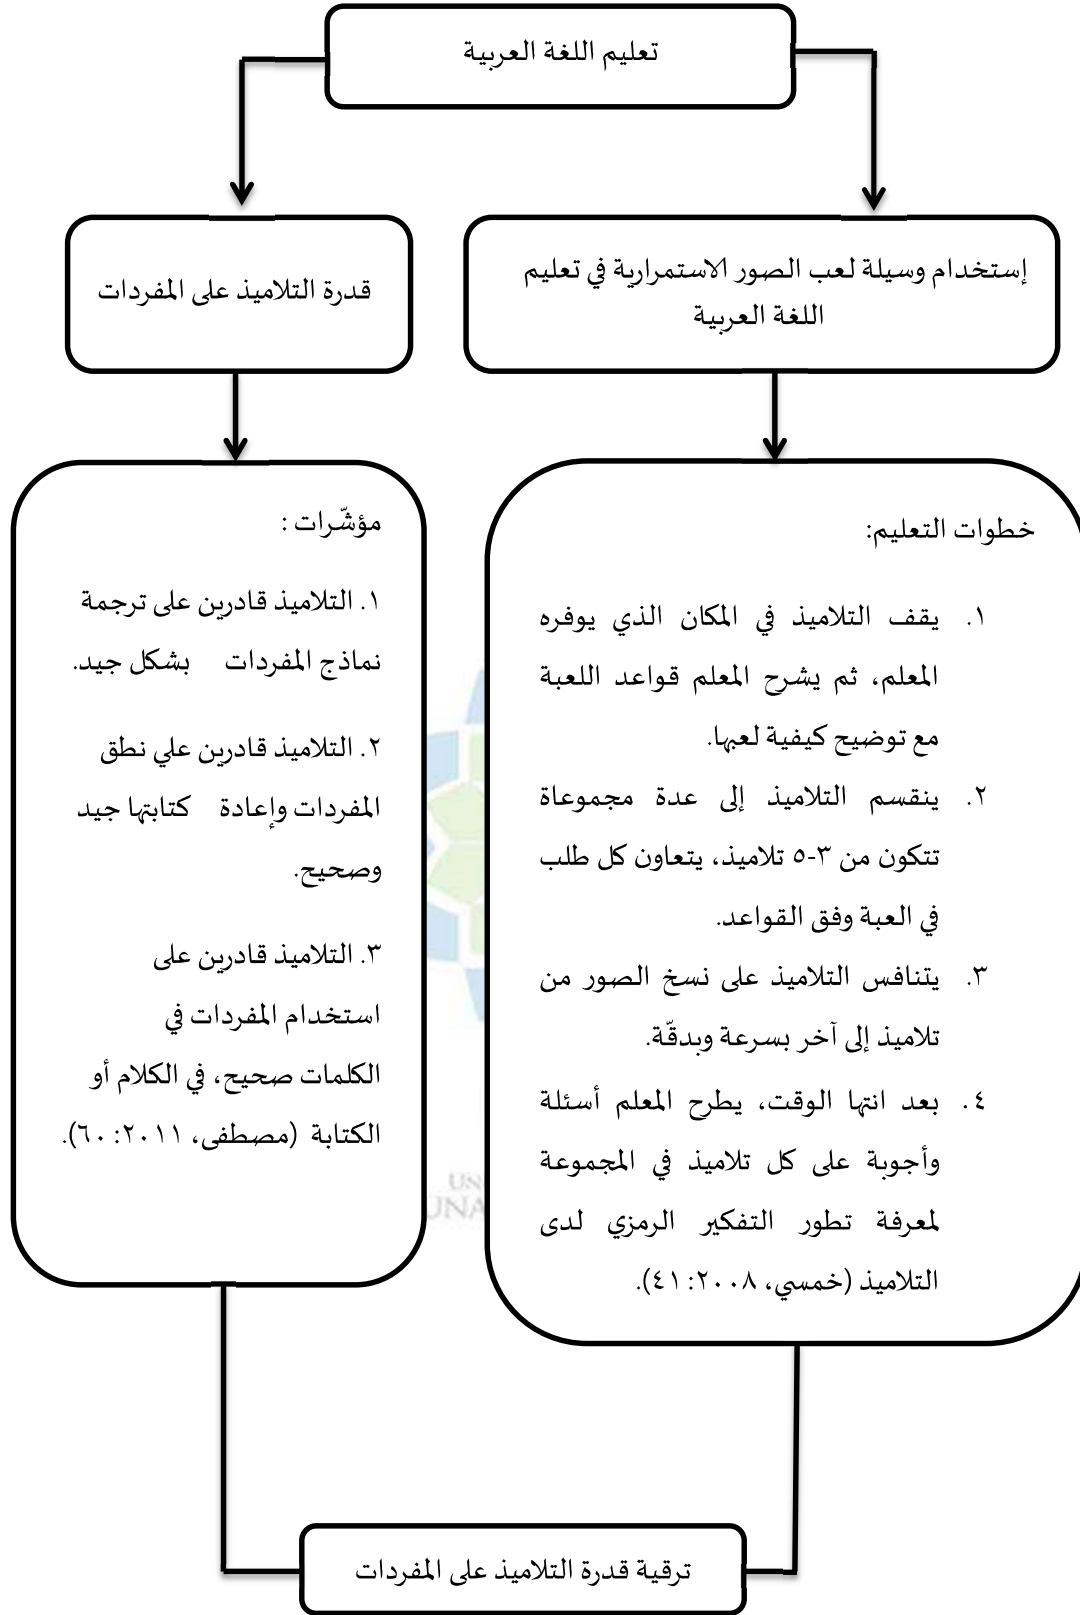 تعليم اللغة العربية
إستخدام وسيلة لعب الصور الاستمرارية في تعليم
اللغة العربية
قدرة التلاميذ على المفردات
خطوات التعليم:
١. يقف التلاميذ في المكان الذي يوفره
المعلم، ثم يشرح المعلم قواعد اللعبة
مع توضيح كيفية لعبها.
٢. ينقسم التلاميذ إلى عدة مجموعاة
تتكون من ٣-٥ تلاميذ، يتعاون كل طلب
في العبة وفق القواعد.
٣. يتنافس التلاميذ على نسخ الصور من
تلاميذ إلى آخر بسرعة وبدقّة.
٤. بعد انتها الوقت، يطرح المعلم أسئلة
وأجوبة على كل تلاميذ في المجموعة
لمعرفة تطور التفكير الرمزي لدى
التلاميذ (خمسي، ٢٠٠٨: ٤١).
مؤشّرات :
١. التلاميذ قادرين على ترجمة
نماذج المفردات بشكل جيد.
٢. التلاميذ قادرين علي نطق
المفردات وإعادة كتابتها جيد
وصحيح.
٣. التلاميذ قادرين على
استخدام المفردات في
الكلمات صحيح، في الكلام أو
الكتابة (مصطفى، ٢٠١١: ٦٠).
UN
UNA
ترقية قدرة التلاميذ على المفردات